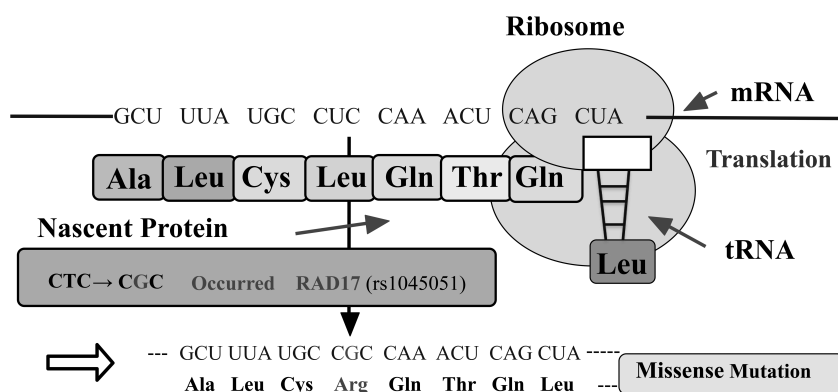 Ribosome
GCU UUA UGC CUC CAA ACU CAG CUA
mRNA
Translation
Ala Leu Cys Leu Gln Thr Gln
Nascent Protein
tRNA
Leu
CTC→CGC Occurred RAD17 (rs1045051)
--- GCU UUA UGC CGC CAA ACU CAG CUA -----
Ala Leu Cys Arg Gln Thr Gln Leu ---
Missense Mutation